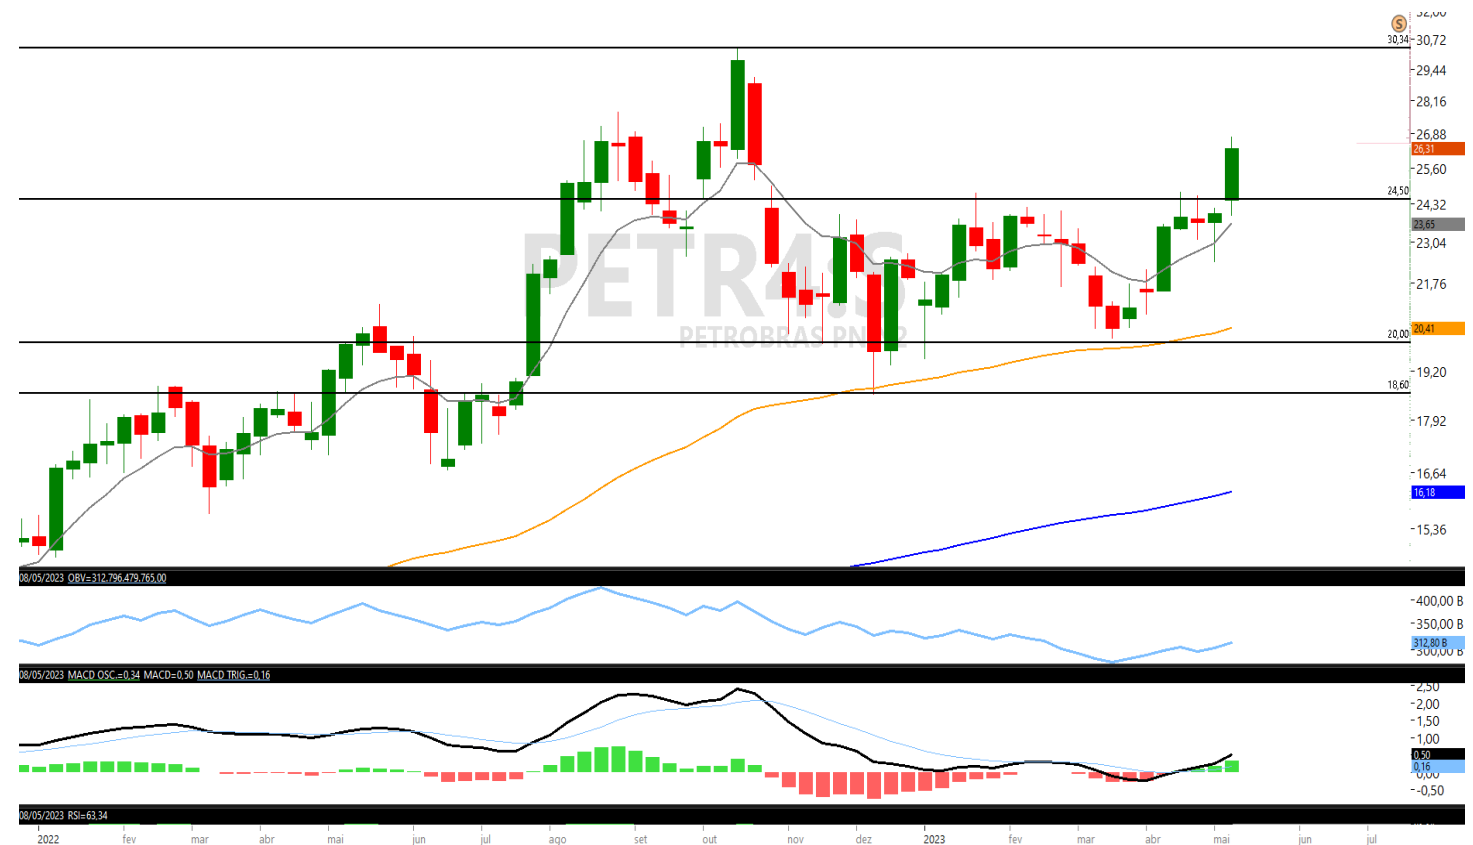 32,00
S
30,34
30,72
29,44
28,16
26,88
26,31
25,60
24,50
24,32
23,65
23,04
PETR4:S
21,76
PETROBRAS PN
20,41
20,00
19,20
18,60
17,92
16,64
16,18
15,36
08/05/2023 OBV=312.796.479.765,00
400,00 B
350,00 B
312,80 B
300,00 B
08/05/2023 MACD OSC.=0,34 MACD=0,50 MACD TRIG.=0,16
2,50
2,00
1,50
1,00
0,50
0,16
0,00
-0,50
08/05/2023 RSI=63,34
2022 fev mar abr mai jun jul ago set out nov dez 2023 fev mar abr mai jun jul